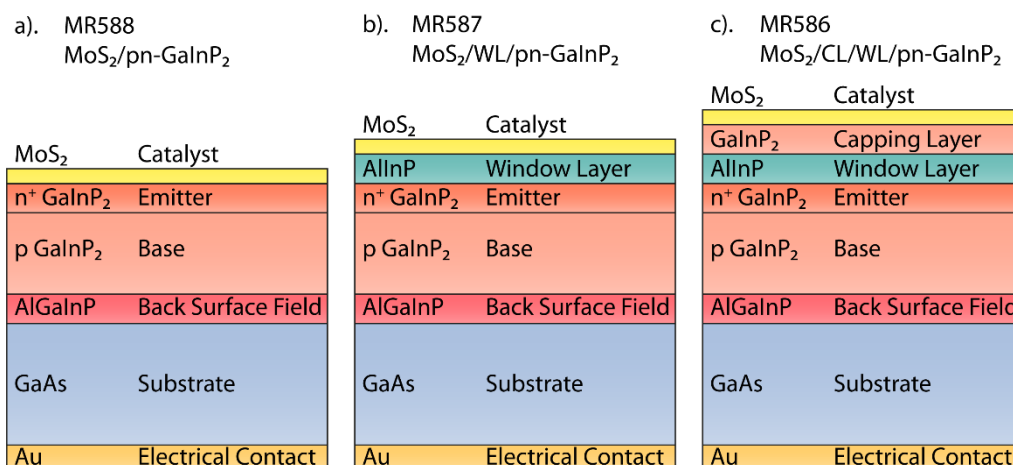 a). MR588
MoS₂/pn-GaInP₂
MoS₂ Catalyst
n⁺ GaInP₂ Emitter
p GaInP₂ Base
AlGaInP Back Surface Field
GaAs Substrate
Au Electrical Contact
b). MR587
MoS₂/WL/pn-GaInP₂
MoS₂ Catalyst
AlInP Window Layer
n⁺ GaInP₂ Emitter
p GaInP₂ Base
AlGaInP Back Surface Field
GaAs Substrate
Au Electrical Contact
c). MR586
MoS₂/CL/WL/pn-GaInP₂
MoS₂ Catalyst
GaInP₂ Capping Layer
AlInP Window Layer
n⁺ GaInP₂ Emitter
p GaInP₂ Base
AlGaInP Back Surface Field
GaAs Substrate
Au Electrical Contact